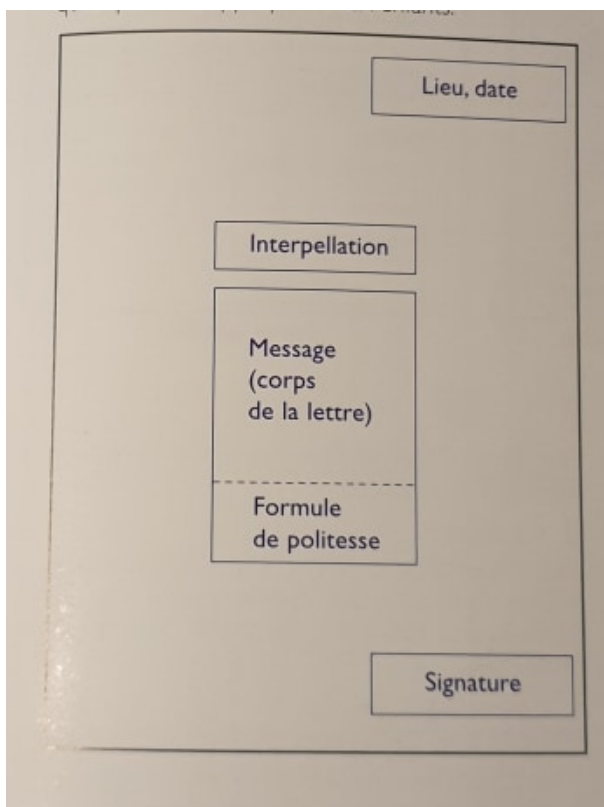 Lieu, date
Interpellation
Message
(corps
de la lettre)
Formule
de politesse
Signature